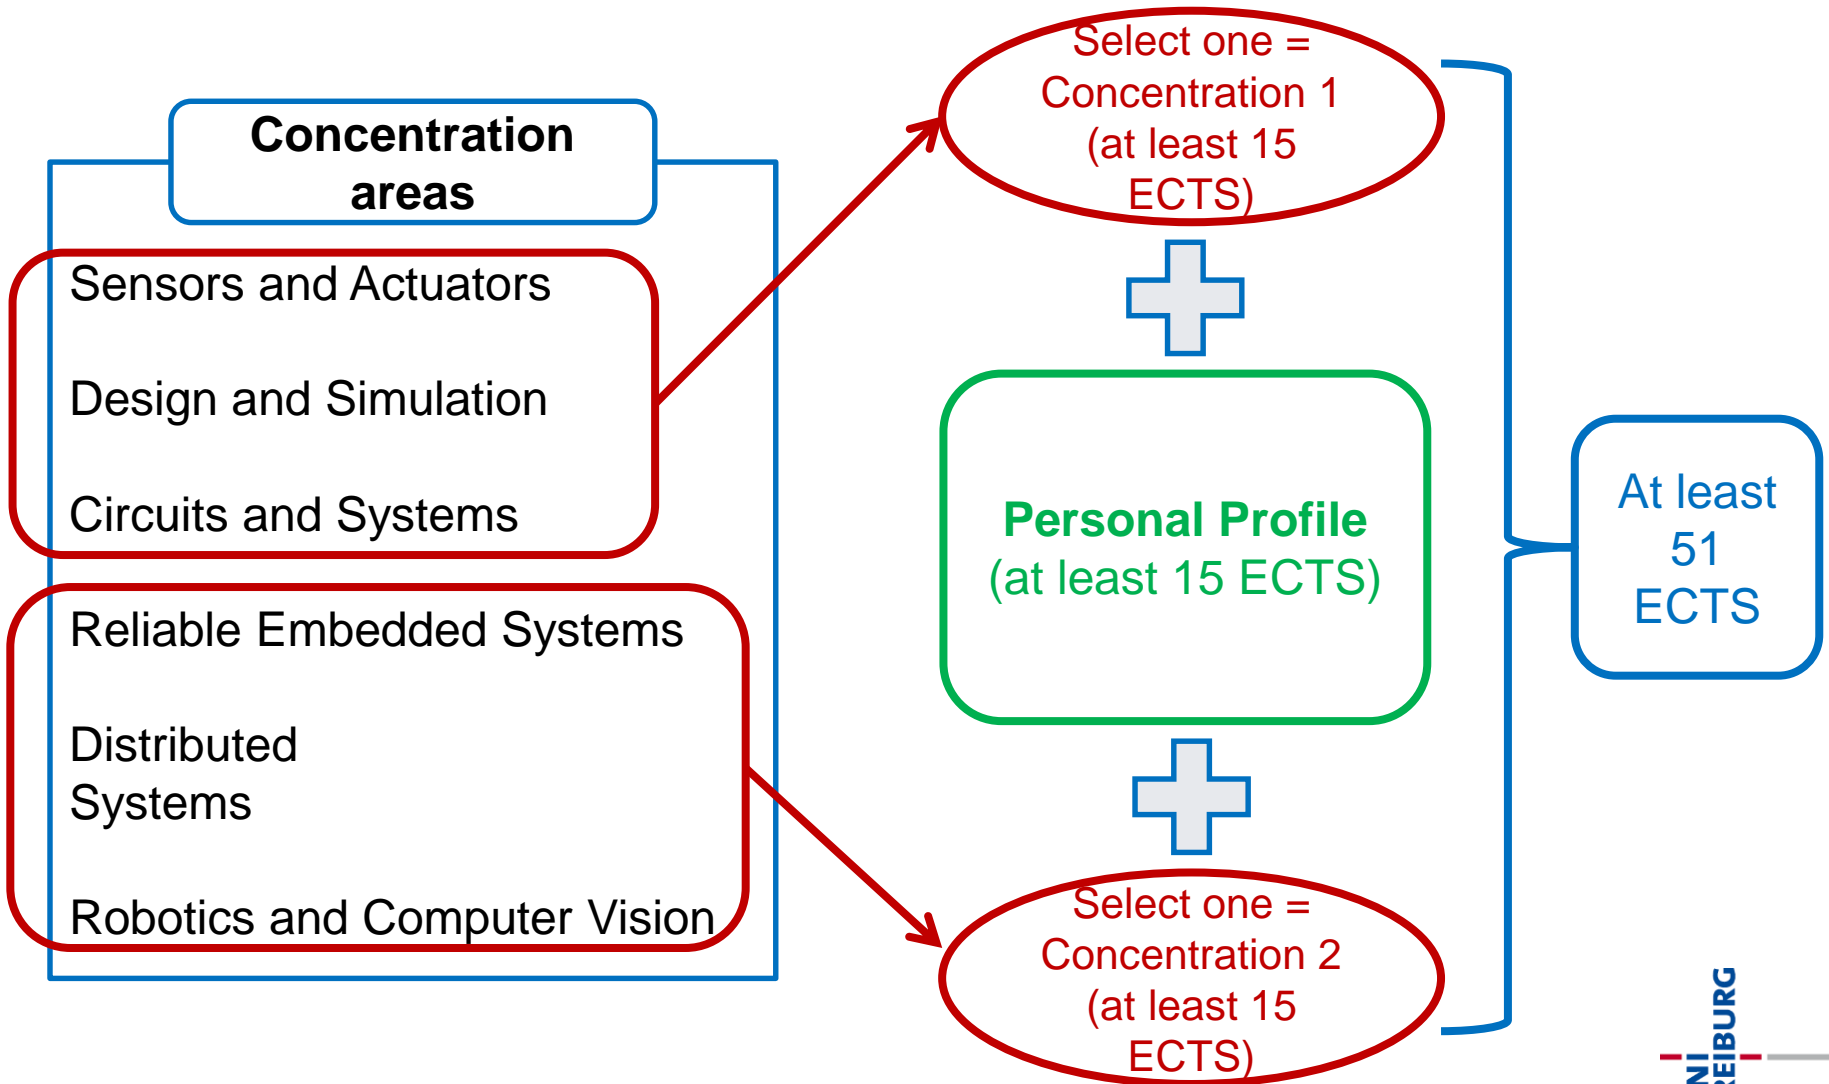 Concentration
areas
Sensors and Actuators
Design and Simulation
Circuits and Systems
Reliable Embedded Systems
Distributed
Systems
Robotics and Computer Vision
Select one =
Concentration 1
(at least 15
ECTS)
Personal Profile
(at least 15 ECTS)
Select one =
Concentration 2
(at least 15
ECTS)
At least
51
ECTS